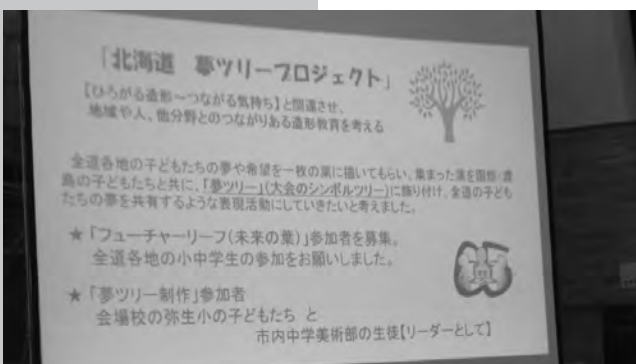 「北海道 夢ツリープロジェクト」
【ひろがる造形~つながる気持ち】と関連させ、
地域や人、他分野とのつながりある造形教育を考える
全道各地の子どもたちの夢や希望を一枚の葉に描いてもらい、集まった葉を函館・渡
島の子どもたちと共に、「夢ツリー」(大会のシンボルツリー)に飾り付け、全道の子ども
たちの夢を共有するような表現活動にしていきたいと考えました。
★「フューチャーリーフ(未来の葉)」参加者を募集。
全道各地の小中学生の参加をお願いしました。
★「夢ツリー制作」参加者
会場校の弥生小の子どもたち と
市内中学美術部の生徒【リーダーとして】